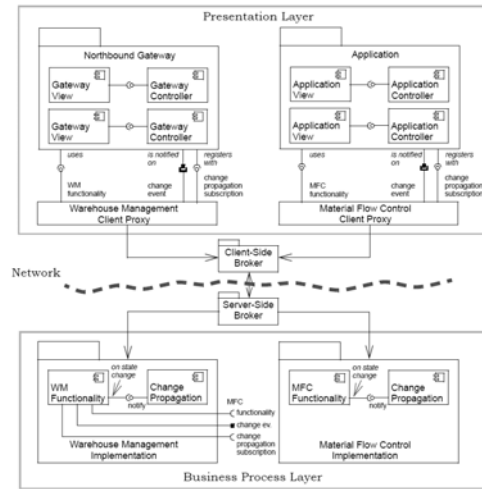 Presentation Layer
Northbound Gateway
Application
Gateway View
Gateway Controller
Application View
Application Controller
Gateway View
Gateway Controller
Application View
Application Controller
uses
is notified on
registers with
uses
is notified on
registers with
WM functionality
change event
change propagation subscription
MFC functionality
change event
change propagation subscription
Warehouse Management Client Proxy
Material Flow Control Client Proxy
Client-Side Broker
Network
Server-Side Broker
on state change
on state change
WM Functionality
Change Propagation
MFC Functionality
Change Propagation
notify
MFC
notify
functionality
change ev.
change propagation subscription
Warehouse Management Implementation
Material Flow Control Implementation
Business Process Layer